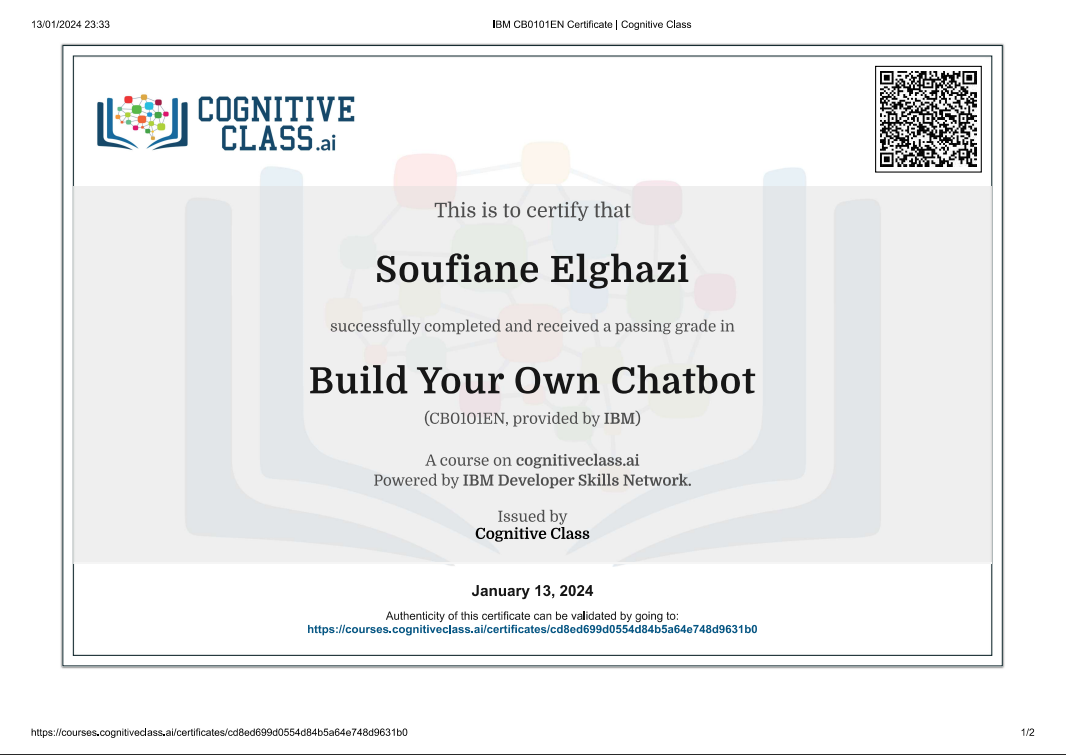 13/01/2024 23:33
IBM CB0101EN Certificate | Cognitive Class
COGNITIVE
CLASS.ai
This is to certify that
Soufiane Elghazi
successfully completed and received a passing grade in
Build Your Own Chatbot
(CB0101EN, provided by IBM)
A course on cognitiveclass.ai
Powered by IBM Developer Skills Network.
Issued by
Cognitive Class
January 13, 2024
Authenticity of this certificate can be validated by going to:
https://courses.cognitiveclass.ai/certificates/cd8ed699d0554d84b5a64e748d9631b0
https://courses.cognitiveclass.ai/certificates/cd8ed699d0554d84b5a64e748d9631b0
1/2